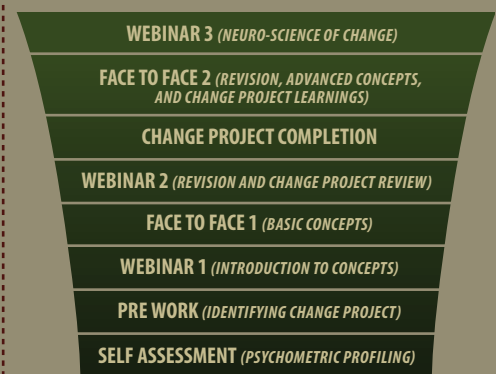 WEBINAR 3 (NEURO-SCIENCE OF CHANGE)
FACE TO FACE 2 (REVISION, ADVANCED CONCEPTS,
AND CHANGE PROJECT LEARNINGS)
CHANGE PROJECT COMPLETION
WEBINAR 2 (REVISION AND CHANGE PROJECT REVIEW)
FACE TO FACE 1 (BASIC CONCEPTS)
WEBINAR 1 (INTRODUCTION TO CONCEPTS)
PRE WORK (IDENTIFYING CHANGE PROJECT)
SELF ASSESSMENT (PSYCHOMETRIC PROFILING)